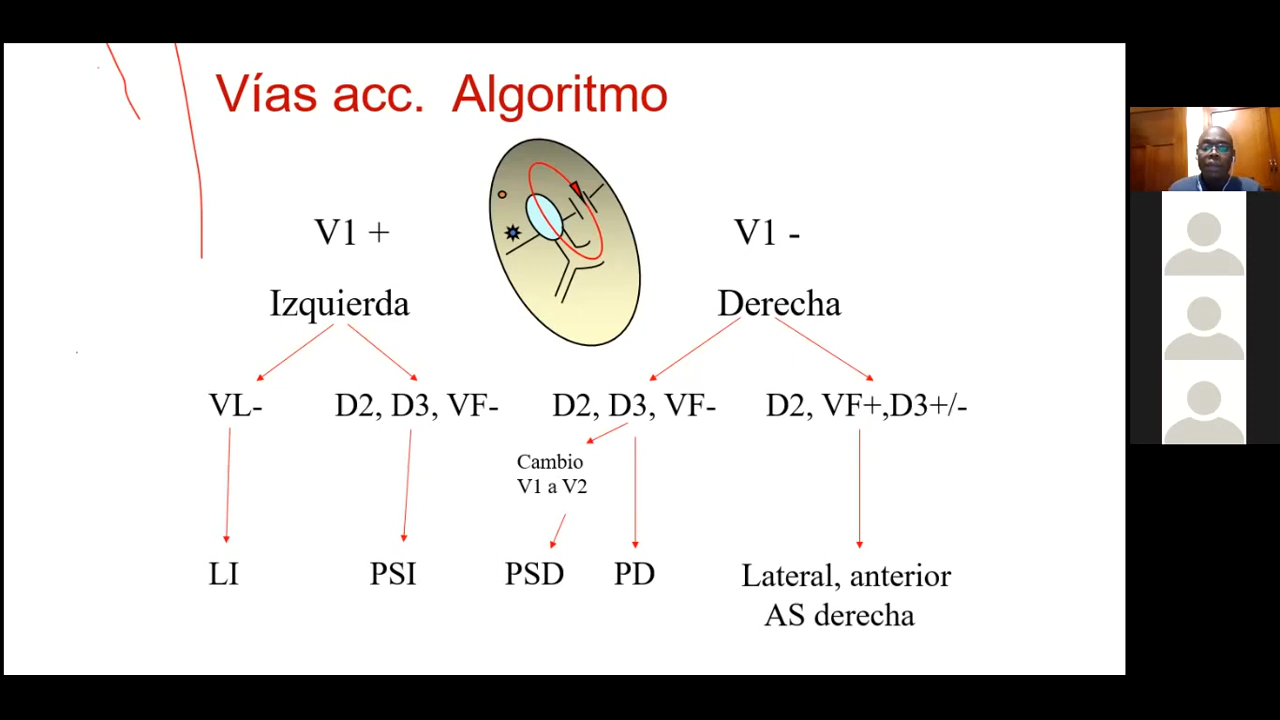 Vías acc. Algoritmo
V1 +
V1 -
Izquierda
Derecha
VL-
D2, D3, VF-
D2, D3, VF-
D2, VF+,D3+/-
Cambio
V1 a V2
LI
PSI
PSD
PD
Lateral, anterior
AS derecha